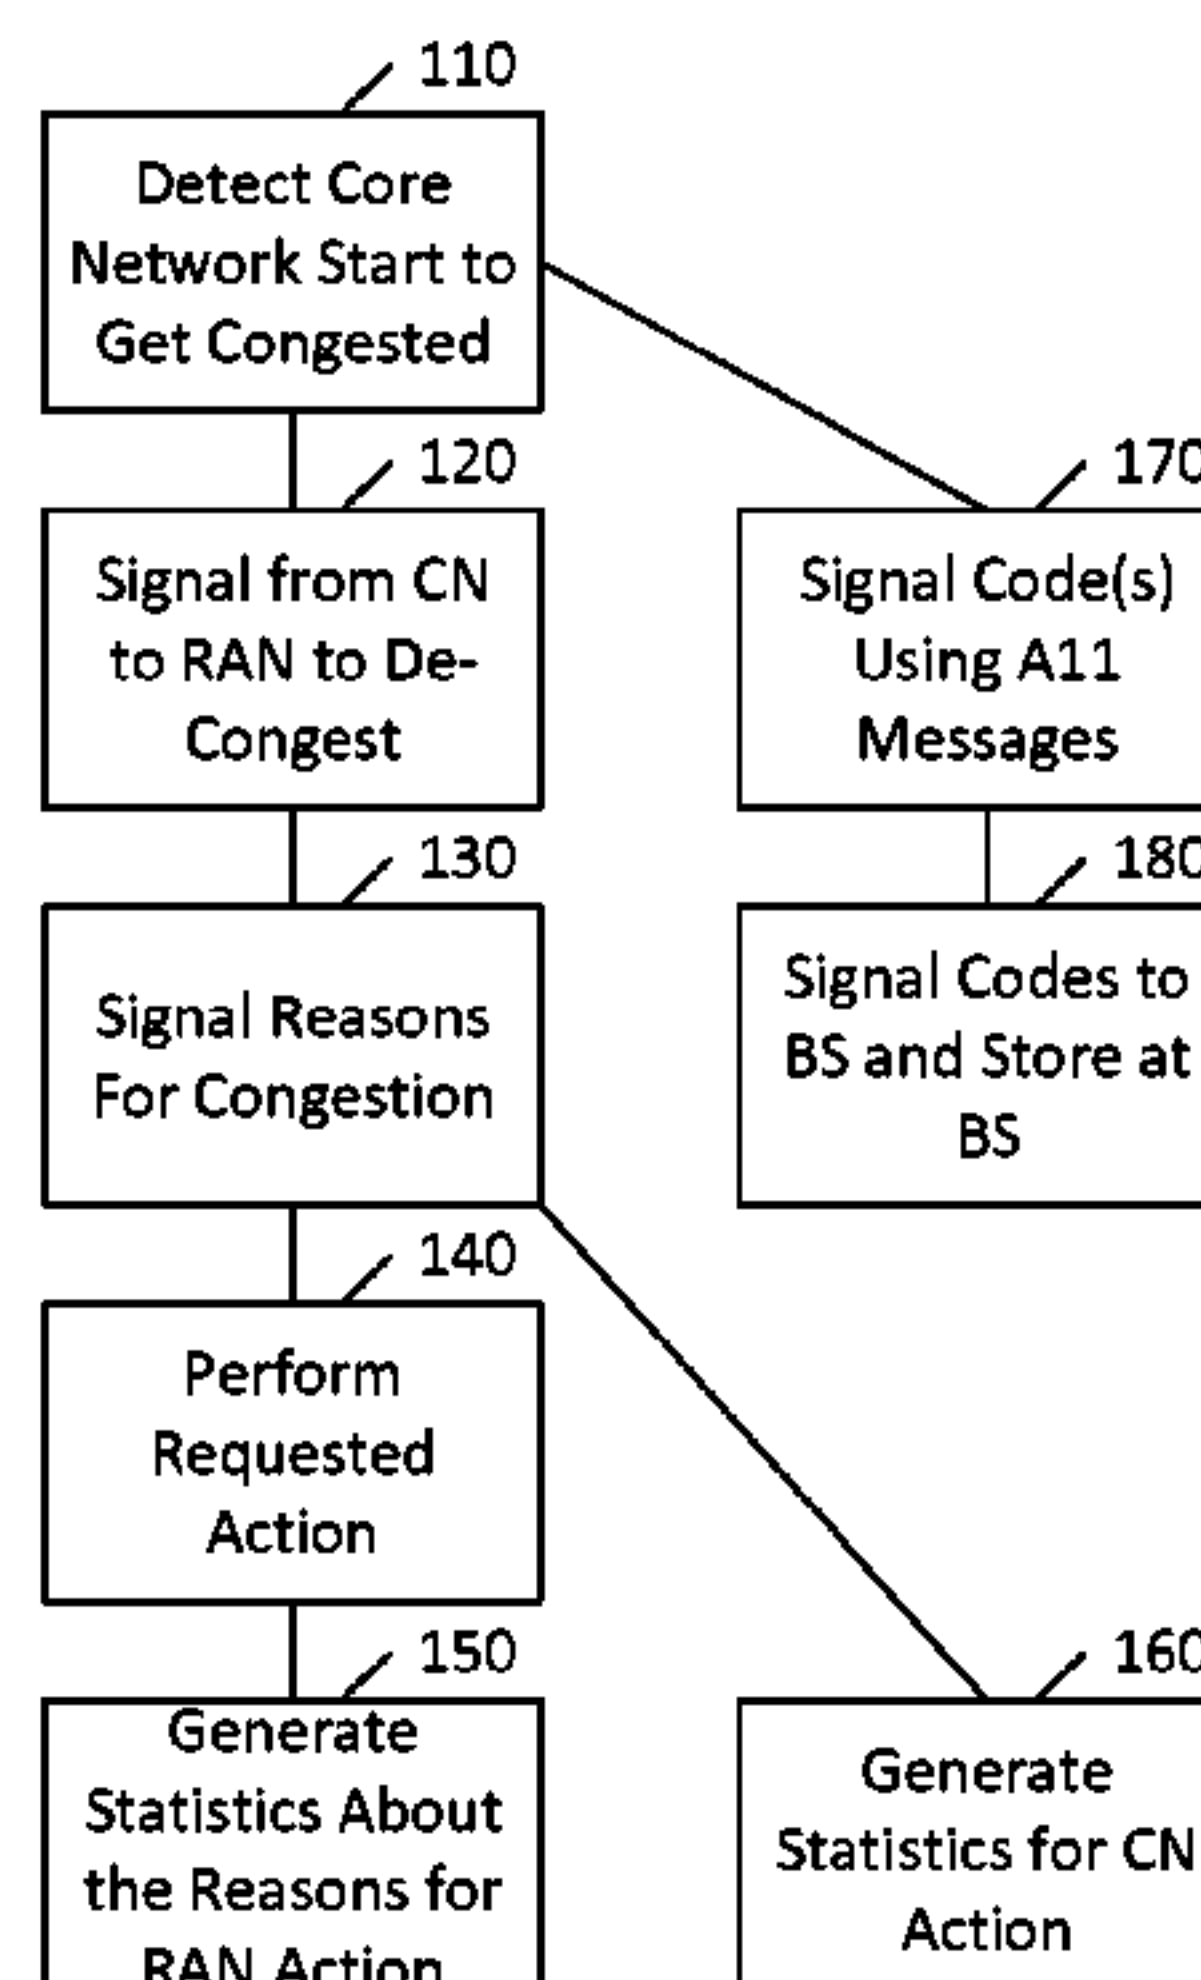 110
Detect Core
Network Start to
Get Congested
120
Signal from CN
to RAN to De-
Congest
130
Signal Reasons
For Congestion
140
Perform
Requested
Action
150
Generate
Statistics About
the Reasons for
RAN Action
170
Signal Code(s)
Using A11
Messages
180
Signal Codes to
BS and Store at
BS
160
Generate
Statistics for CN
Action